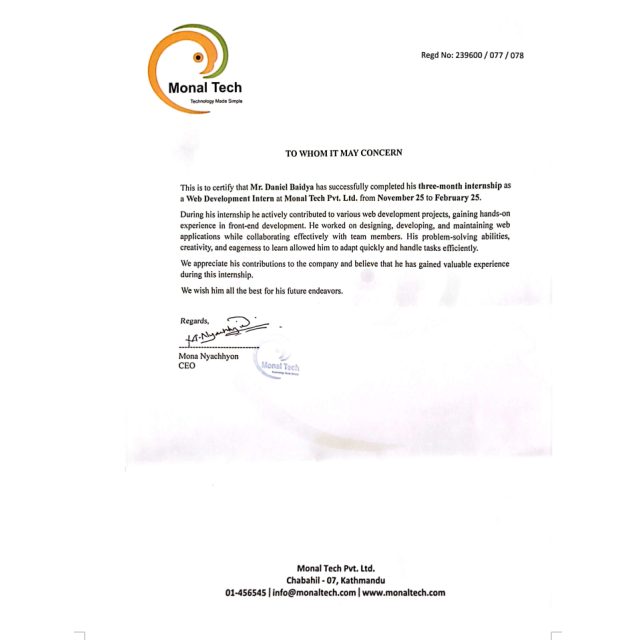 Monal Tech
Technology Made Simple
Regd No: 239600 / 077 / 078
TO WHOM IT MAY CONCERN
This is to certify that Mr. Daniel Baidya has successfully completed his three-month internship as
a Web Development Intern at Monal Tech Pvt. Ltd. from November 25 to February 25.
During his internship he actively contributed to various web development projects, gaining hands-on
experience in front-end development. He worked on designing, developing, and maintaining web
applications while collaborating effectively with team members. His problem-solving abilities,
creativity, and eagerness to learn allowed him to adapt quickly and handle tasks efficiently.
We appreciate his contributions to the company and believe that he has gained valuable experience
during this internship.
We wish him all the best for his future endeavors.
Regards,
Mona Nyachhyon
CEO
Monal Tech
Monal Tech Pvt. Ltd.
Chabahil - 07, Kathmandu
01-456545 | info@monaltech.com | www.monaltech.com